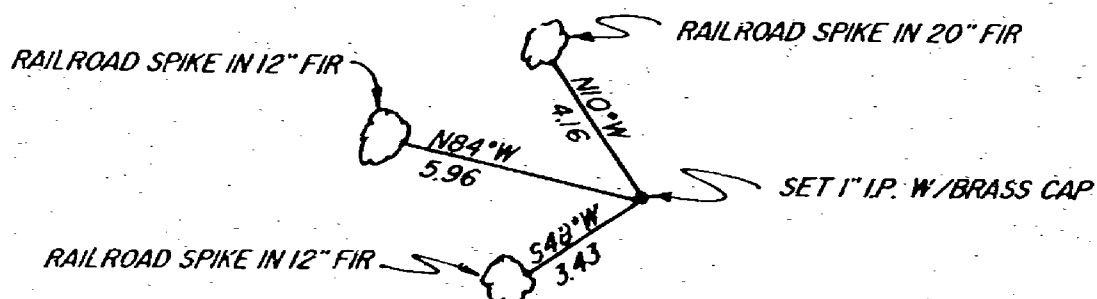 RAILROAD SPIKE IN 20" FIR
RAILROAD SPIKE IN 12" FIR
N10°W
4.16
N84°W
5.96
SET 1" I.P. W/BRASS CAP
S48°W
3.43
RAILROAD SPIKE IN 12" FIR